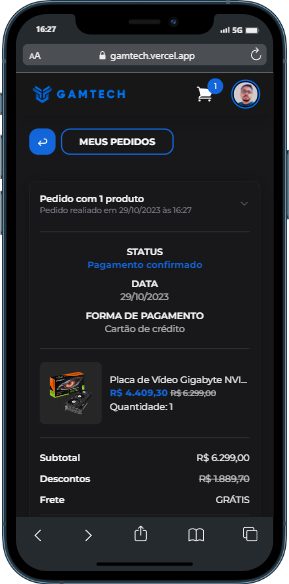 16:27
5G
AA
gamtech.vercel.app
GAMTECH
1
MEUS PEDIDOS
Pedido com 1 produto
Pedido realiado em 29/10/2023 às 16:27
STATUS
Pagamento confirmado
DATA
29/10/2023
FORMA DE PAGAMENTO
Cartão de crédito
Placa de Vídeo Gigabyte NVI...
R$ 4.409,30 R$ 6.299,00
Quantidade: 1
Subtotal R$ 6.299,00
Descontos R$ 1.889,70
Frete GRÁTIS